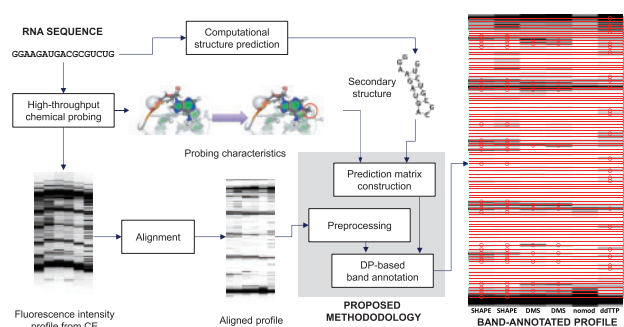 RNA SEQUENCE
GGAAGAUGACGCGUCUG
Computational
structure prediction
High-throughput
chemical probing
Secondary
structure
Probing characteristics
Prediction matrix
construction
Preprocessing
Alignment
DP-based
band annotation
PROPOSED
METHODODOLOGY
Fluorescence intensity
profile from CE
Aligned profile
SHAPE SHAPE DMS DMS nomod ddTTP
BAND-ANNOTATED PROFILE